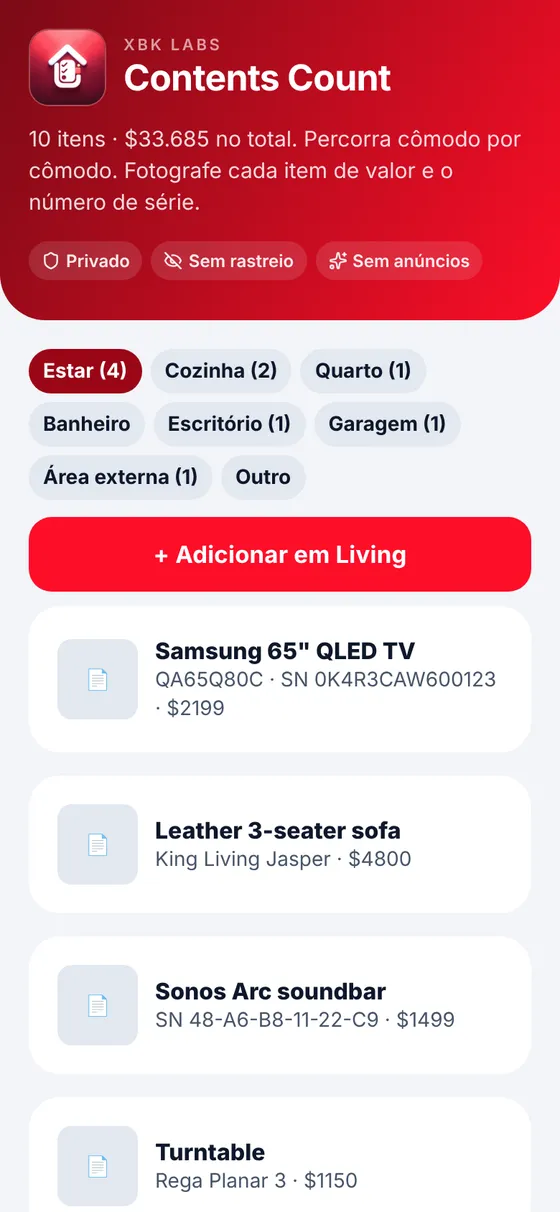 XBK LABS
Contents Count
10 itens · $33.685 no total. Percorra cômodo por
cômodo. Fotografe cada item de valor e o
número de série.
Privado
Sem rastreio
Sem anúncios
Estar (4)
Cozinha (2)
Quarto (1)
Banheiro
Escritório (1)
Garagem (1)
Área externa (1)
Outro
+ Adicionar em Living
Samsung 65" QLED TV
QA65Q80C · SN 0K4R3CAW600123
· $2199
Leather 3-seater sofa
King Living Jasper · $4800
Sonos Arc soundbar
SN 48-A6-B8-11-22-C9 · $1499
Turntable
Rega Planar 3 · $1150